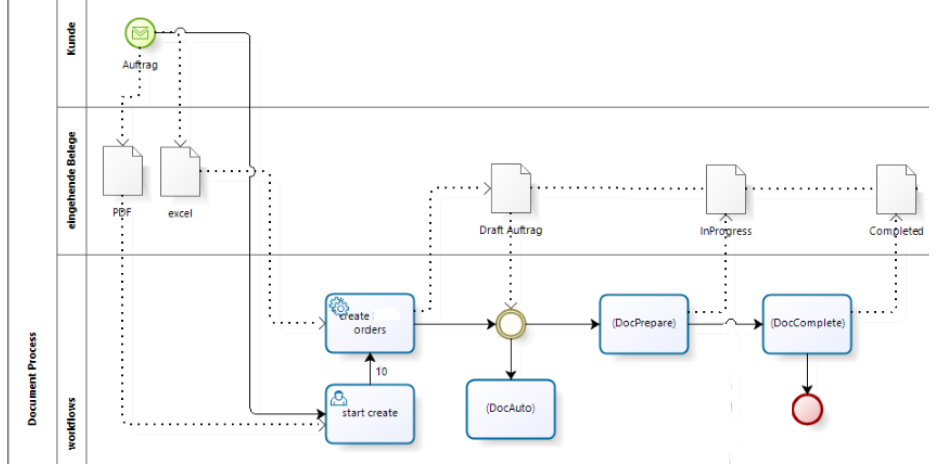 Document Process
Kunde
Auftrag
eingehende Belege
PDF
excel
Draft Auftrag
InProgress
Completed
workflows
create
orders
(DocPrepare)
(DocComplete)
10
start create
(DocAuto)